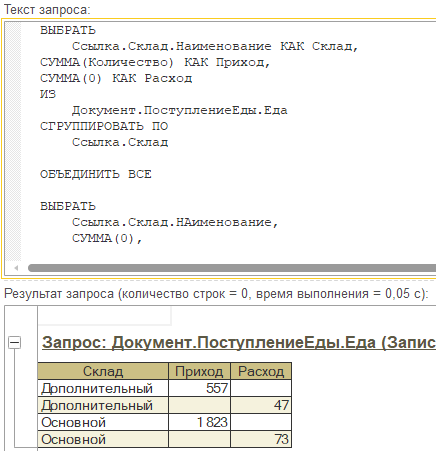 Текст запроса:
ВЫБРАТЬ
Ссылка.Склад.Наименование КАК Склад,
СУММА(Количество) КАК Приход,
СУММА(0) КАК Расход
ИЗ
Документ.ПоступлениеЕды.Еда
СГРУППИРОВАТЬ ПО
Ссылка.Склад
ОБЪЕДИНИТЬ ВСЕ
ВЫБРАТЬ
Ссылка.Склад.НАименование,
СУММА(0),
Результат запроса (количество строк = 0, время выполнения = 0,05 с):
Запрос: Документ.ПоступлениеЕды.Еда (Запис
Склад Приход Расход
Дополнительный 557
Дополнительный 47
Основной 1 823
Основной 73